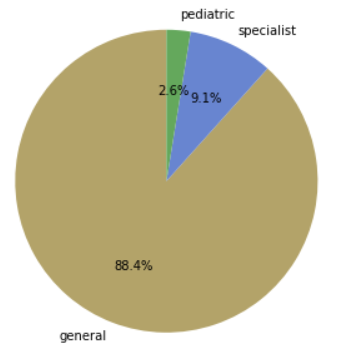 pediatric
specialist
2.6%
9.1%
88.4%
general